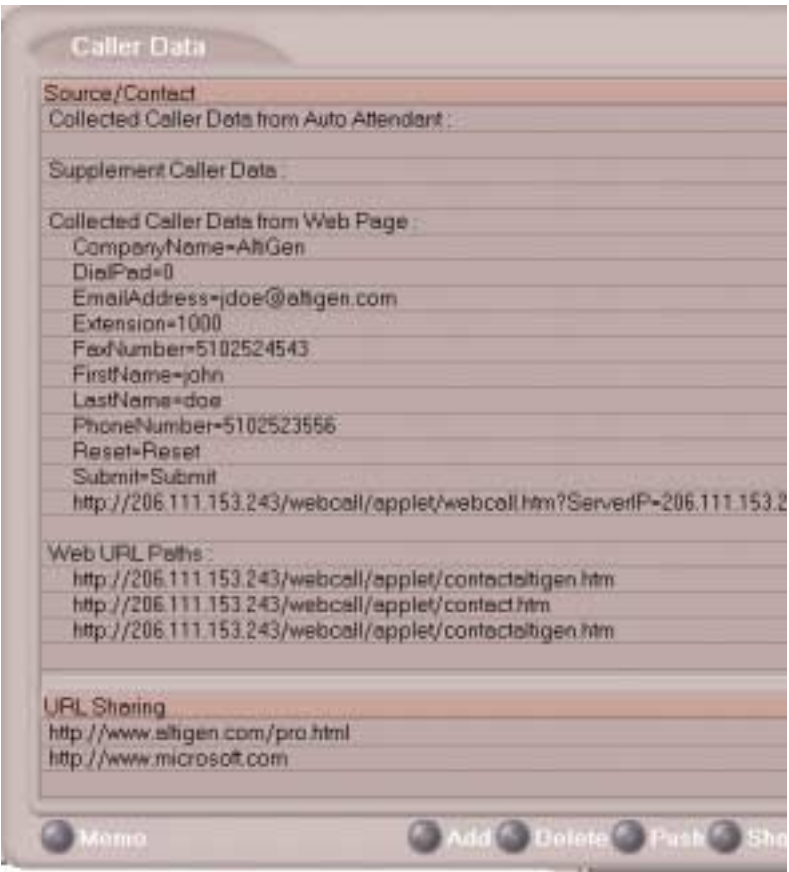 Caller Data
Source/Contact
Collected Caller Data from Auto Attendant :
Supplement Caller Data :
Collected Caller Data from Web Page :
CompanyName=AltiGen
DialPad=0
EmailAddress=jdoe@altigen.com
Extension=1000
FaxNumber=5102524543
FirstName=john
LastName=doe
PhoneNumber=5102523556
Reset=Reset
Submit=Submit
http://206.111.153.243/webcall/applet/webcall.htm?ServerIP=206.111.153.2
Web URL Paths :
http://206.111.153.243/webcall/applet/contactaltigen.htm
http://206.111.153.243/webcall/applet/contact.htm
http://206.111.153.243/webcall/applet/contactaltigen.htm
URL Sharing
http://www.altigen.com/pro.html
http://www.microsoft.com
Memo Add Delete Push Sho